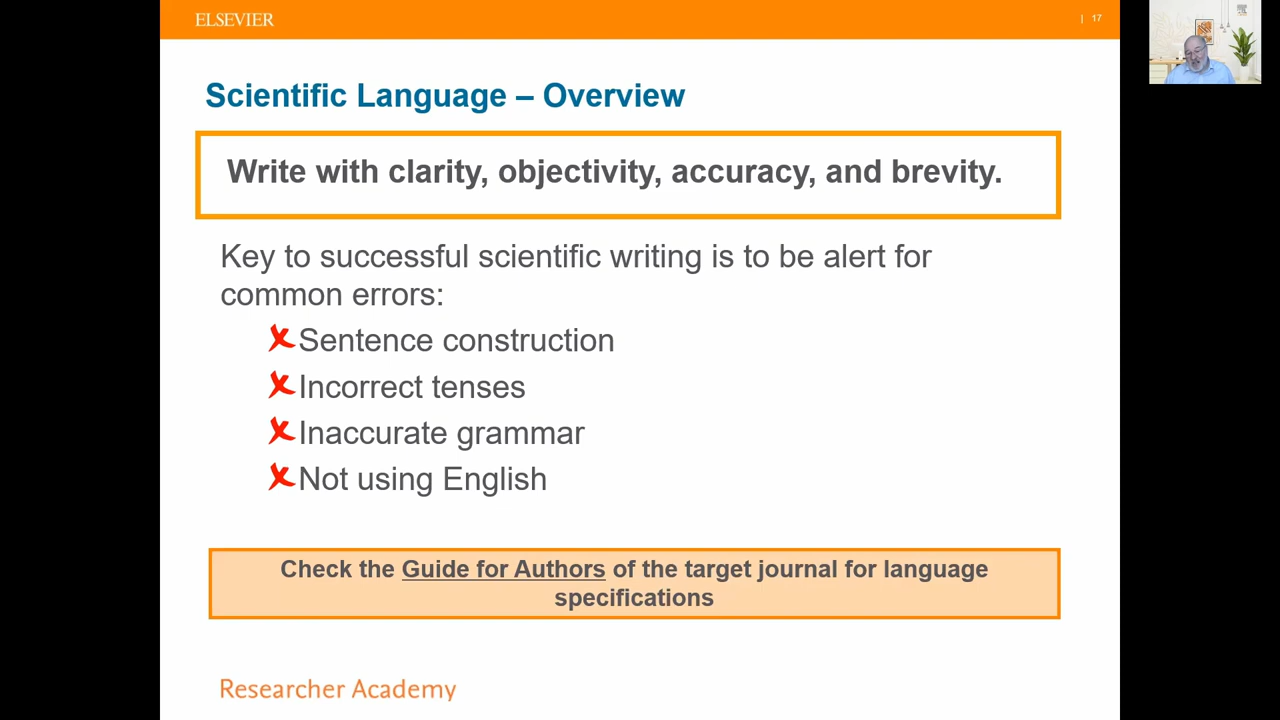 ELSEVIER
| 17
Scientific Language – Overview
Write with clarity, objectivity, accuracy, and brevity.
Key to successful scientific writing is to be alert for
common errors:
Sentence construction
Incorrect tenses
Inaccurate grammar
Not using English
Check the Guide for Authors of the target journal for language
specifications
Researcher Academy